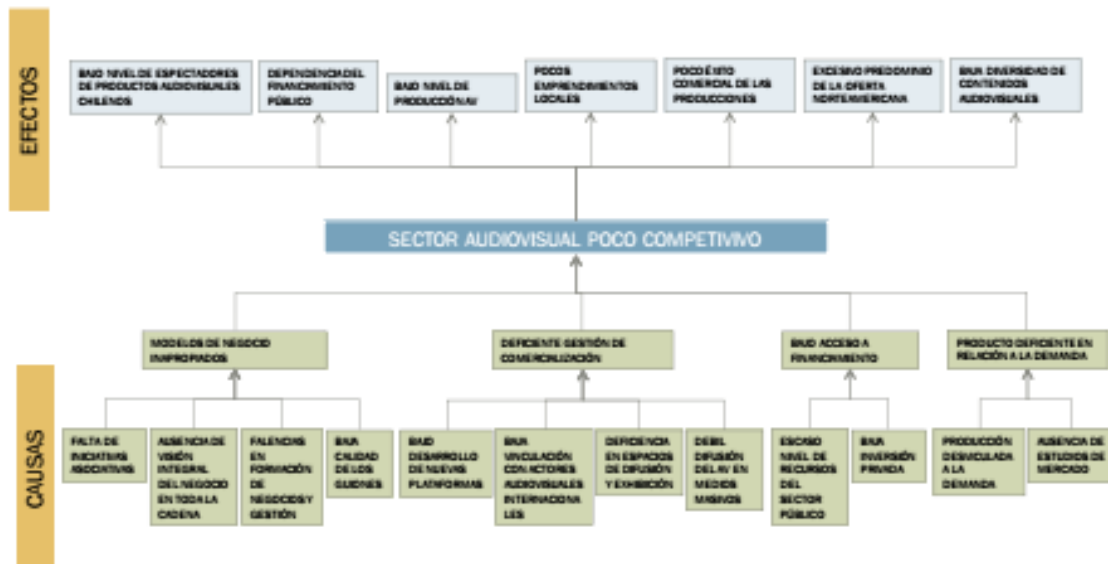 EFECTOS
BAJO NIVEL DE ESPECTADORES
DE PRODUCTOS AUDIOVISUALES
CHILENOS
DEPENDENCIA DEL
FINANCIAMIENTO
PÚBLICO
BAJO NIVEL DE
PRODUCCIÓN AV
POCOS
EMPRENDIMIENTOS
LOCALES
POCO ÉXITO
COMERCIAL DE LAS
PRODUCCIONES
EXCESIVO PREDOMINIO
DE LA OFERTA
NORTEAMERICANA
BAJA DIVERSIDAD DE
CONTENIDOS
AUDIOVISUALES
SECTOR AUDIOVISUAL POCO COMPETIVIVO
CAUSAS
MODELOS DE NEGOCIO
INAPROPIADOS
DEFICIENTE GESTIÓN DE
COMERCIALIZACIÓN
BAJO ACCESO A
FINANCIAMIENTO
PRODUCTO DEFICIENTE EN
RELACIÓN A LA DEMANDA
FALTA DE
INICIATIVAS
ASOCIATIVAS
AUSENCIA DE
VISIÓN
INTEGRAL
DEL NEGOCIO
EN TODA LA
CADENA
FALENCIAS
EN
FORMACIÓN
DE
NEGOCIOS Y
GESTIÓN
BAJA
CALIDAD
DE LOS
GUIONES
BAJO
DESARROLLO
DE NUEVAS
PLATAFORMAS
BAJA
VINCULACIÓN
CON ACTORES
AUDIOVISUALES
INTERNACIONA
LES
DEFICIENCIA
EN ESPACIOS
DE DIFUSIÓN
Y EXHIBICIÓN
DEBIL
DIFUSIÓN
DEL AV EN
MEDIOS
MASIVOS
ESCASO
NIVEL DE
RECURSOS
DEL
SECTOR
PÚBLICO
BAJA
INVERSIÓN
PRIVADA
PRODUCCIÓN
DESVICULADA
A LA
DEMANDA
AUSENCIA DE
ESTUDIOS DE
MERCADO